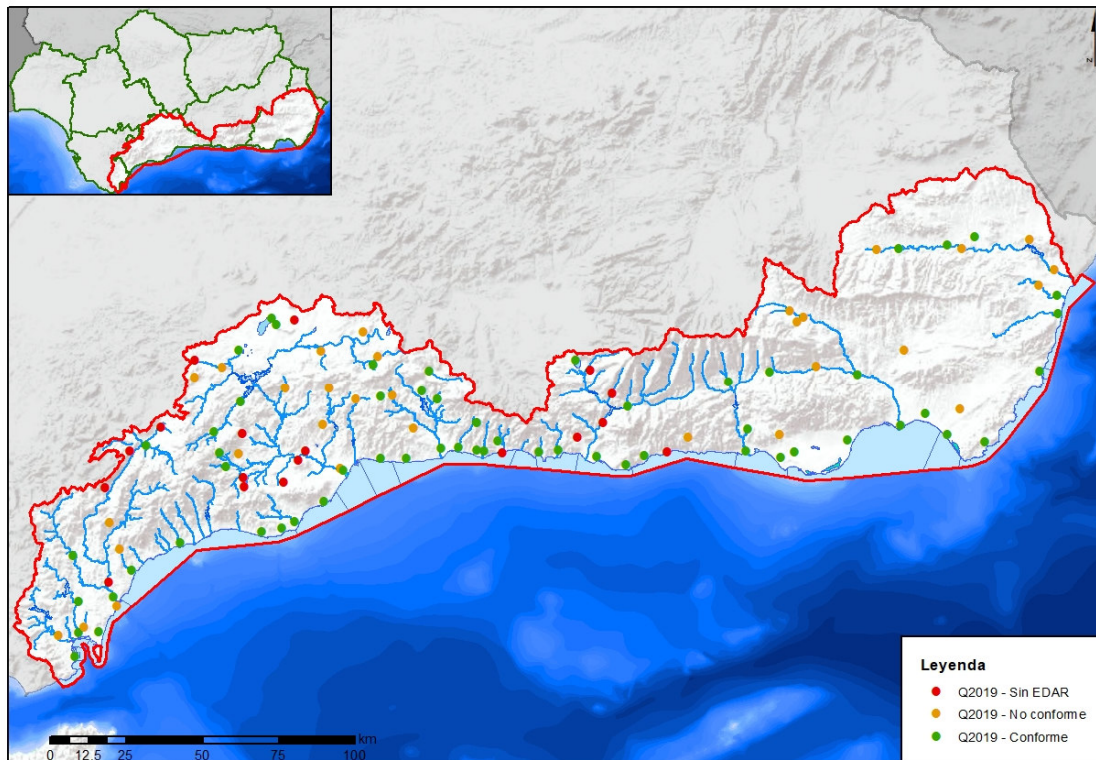 N
Leyenda
Q2019 - Sin EDAR
Q2019 - No conforme
Q2019 - Conforme
km
0 12.5 25 50 75 100